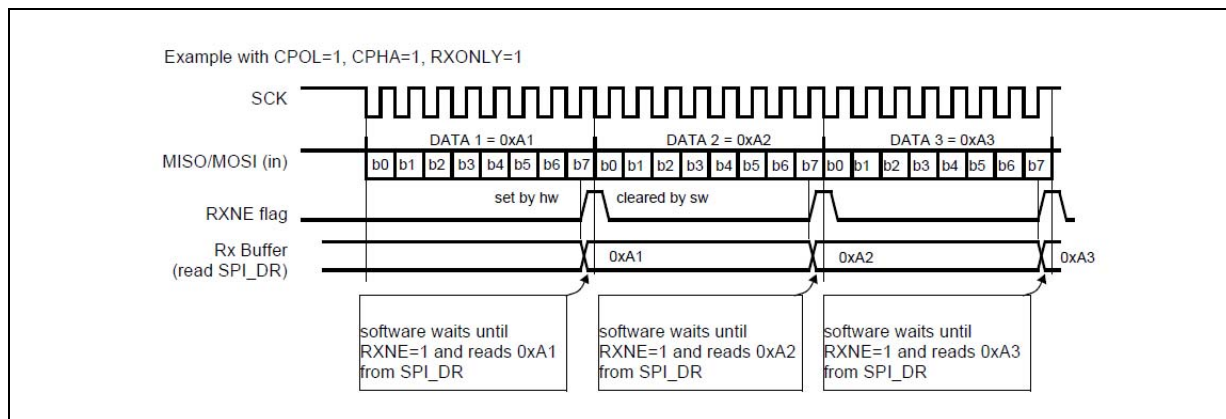 Example with CPOL=1, CPHA=1, RXONLY=1
SCK
DATA 1 = 0xA1 DATA 2 = 0xA2 DATA 3 = 0xA3
MISO/MOSI (in) b0 b1 b2 b3 b4 b5 b6 b7 b0 b1 b2 b3 b4 b5 b6 b7 b0 b1 b2 b3 b4 b5 b6 b7
set by hw cleared by sw
RXNE flag
Rx Buffer
(read SPI_DR)
0xA1 0xA2 0xA3
software waits until
RXNE=1 and reads 0xA1
from SPI_DR
software waits until
RXNE=1 and reads 0xA2
from SPI_DR
software waits until
RXNE=1 and reads 0xA3
from SPI_DR